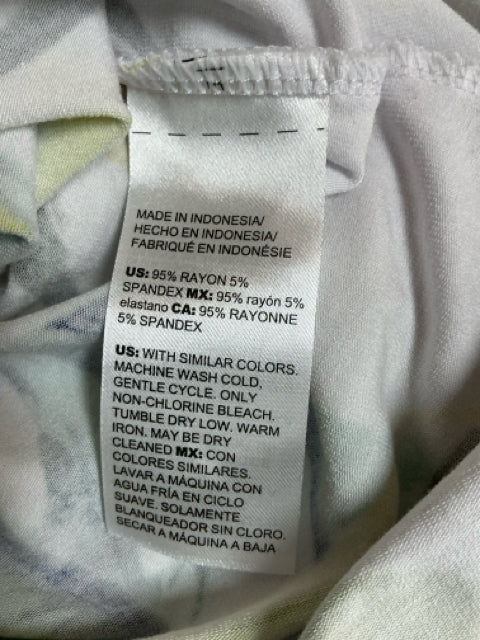 MADE IN INDONESIA/
HECHO EN INDONESIA/
FABRIQUÉ EN INDONÉSIE
US: 95% RAYON 5%
SPANDEX MX: 95% rayón 5%
elastano CA: 95% RAYONNE
5% SPANDEX
US: WITH SIMILAR COLORS.
MACHINE WASH COLD,
GENTLE CYCLE. ONLY
NON-CHLORINE BLEACH.
TUMBLE DRY LOW. WARM
IRON. MAY BE DRY
CLEANED MX: CON
COLORES SIMILARES.
LAVAR A MÁQUINA CON
AGUA FRÍA EN CICLO
SUAVE. SOLAMENTE
BLANQUEADOR SIN CLORO.
SECAR A MÁQUINA A BAJA